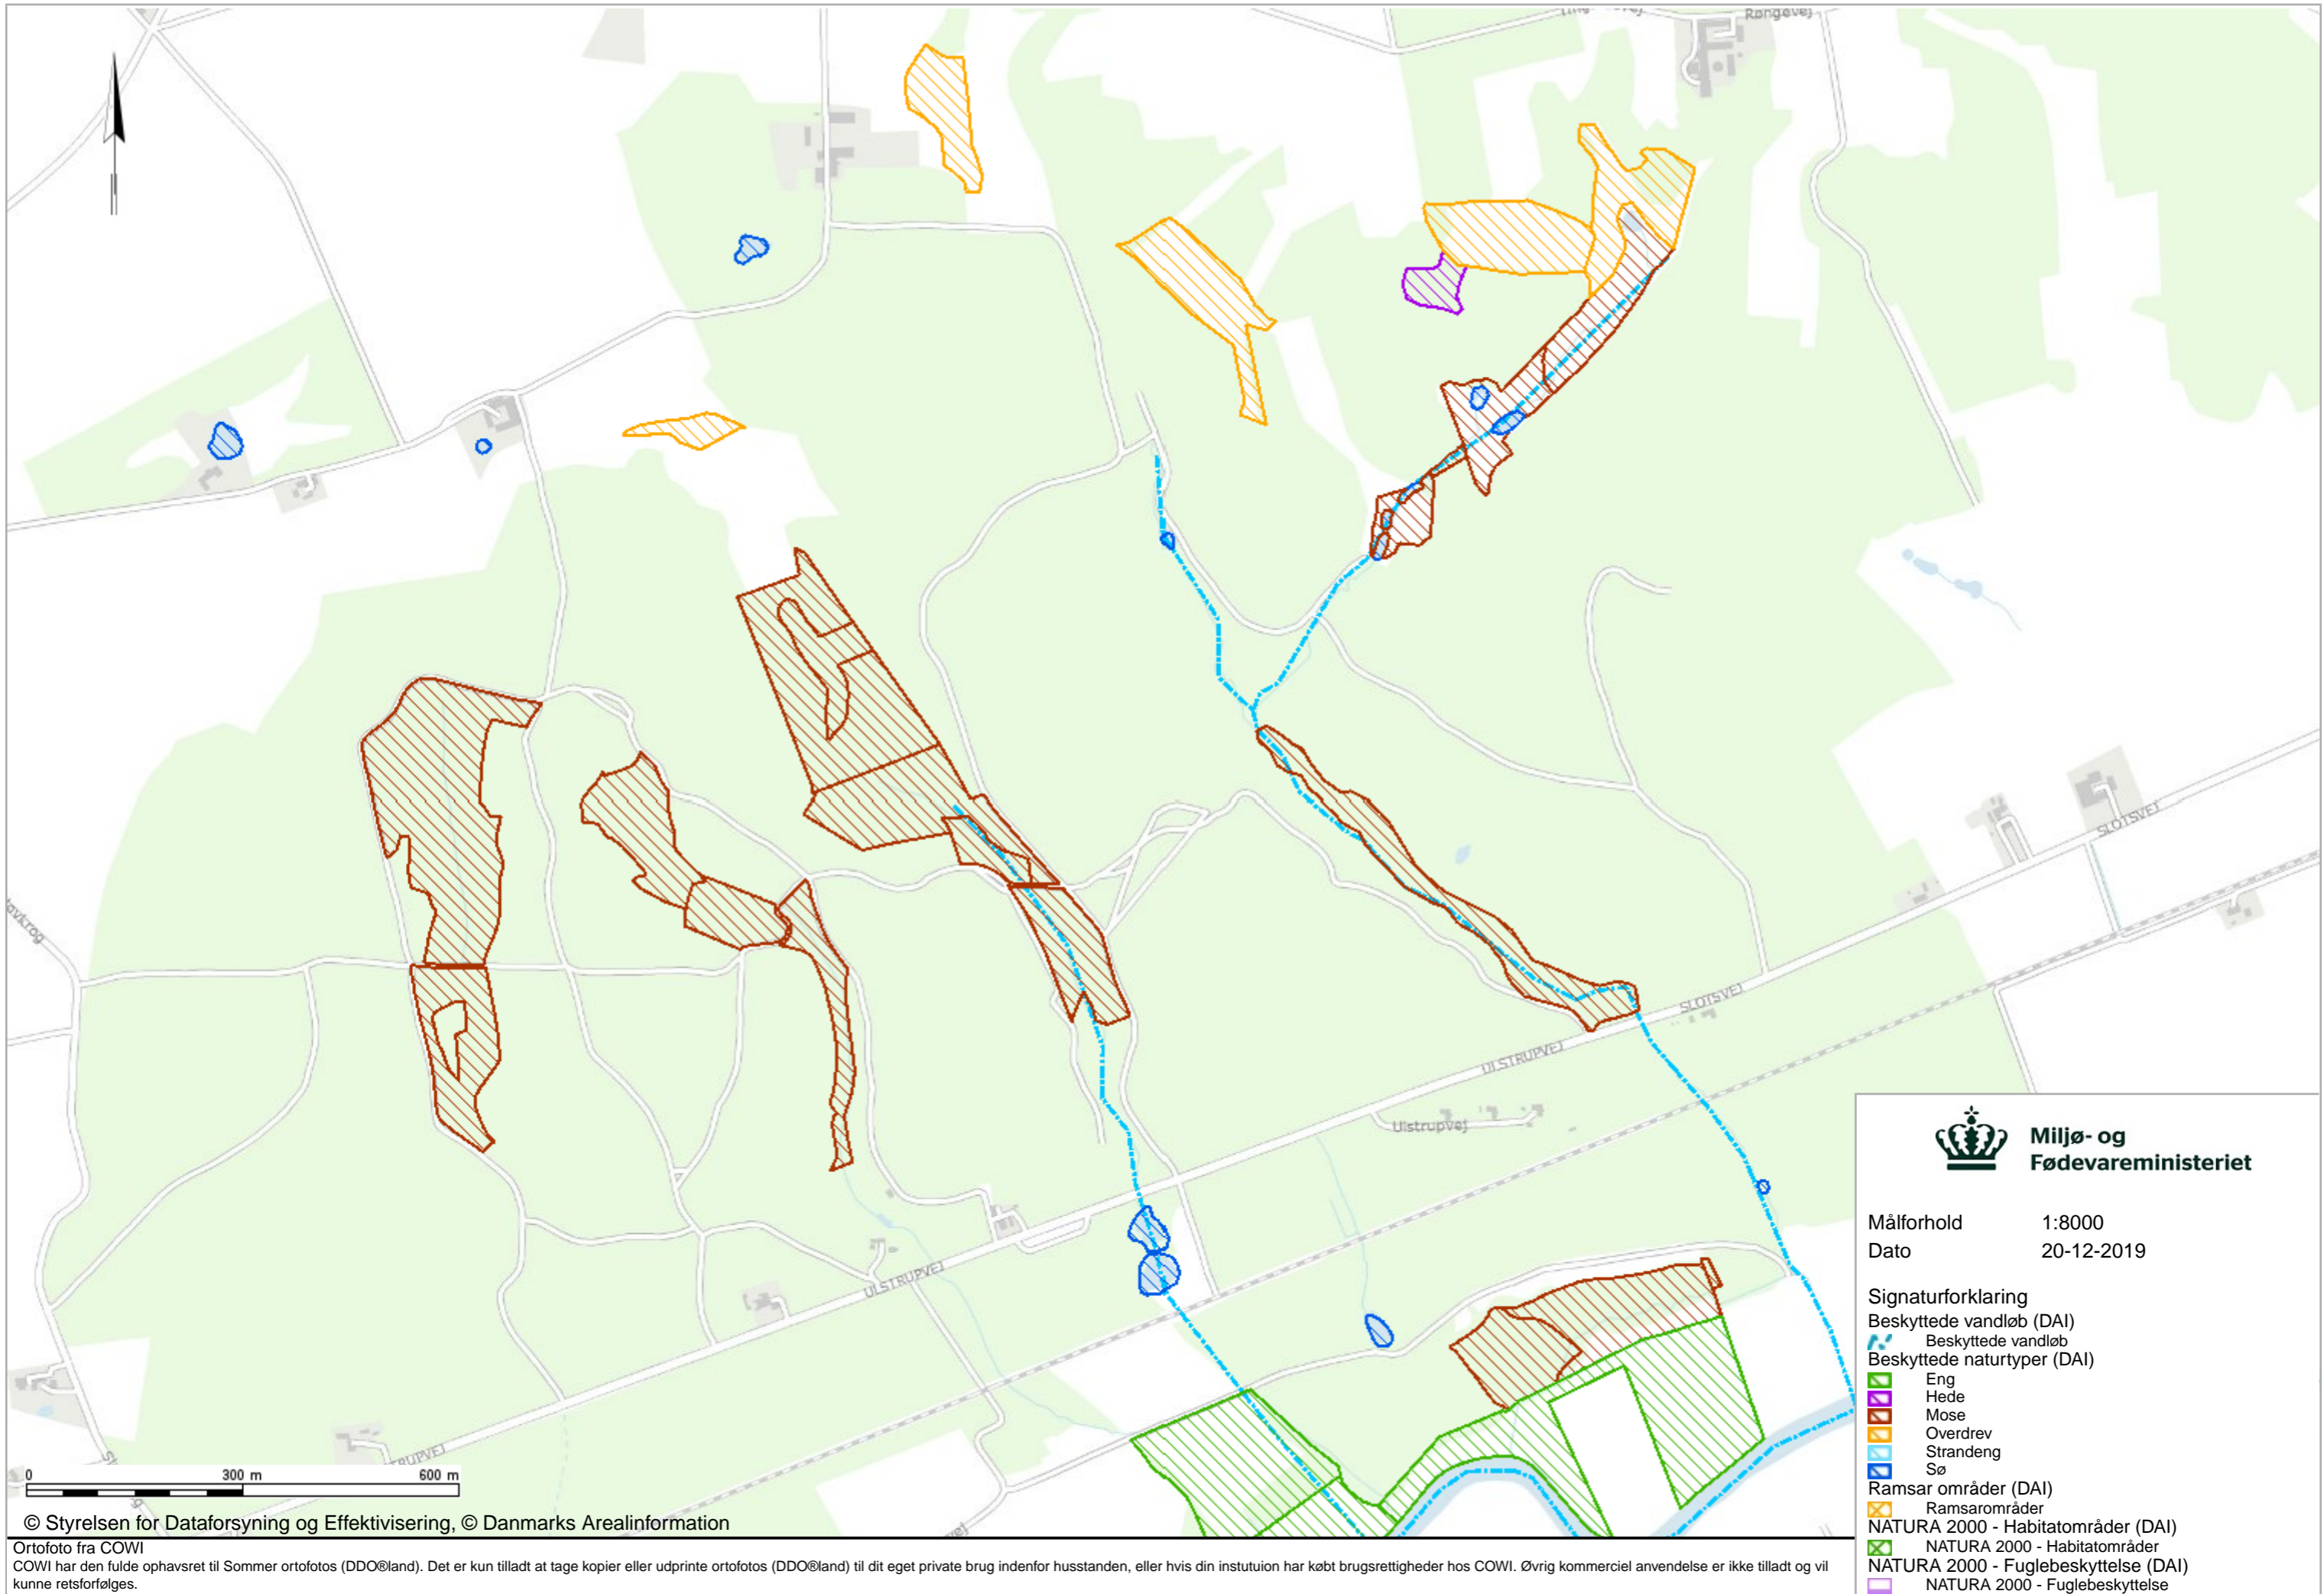 Rongevej
avkrog
SLOTSVEJ
SLOTSVEJ
ULSTRUPVEJ
Ulstrupvej
ULSTRUPVEJ
RUPVEJ
Miljø- og
Fødevareministeriet
Målforhold 1:8000
Dato 20-12-2019
Signaturforklaring
Beskyttede vandløb (DAI)
Beskyttede vandløb
Beskyttede naturtyper (DAI)
Eng
Hede
Mose
Overdrev
Strandeng
Sø
Ramsar områder (DAI)
Ramsarområder
NATURA 2000 - Habitatområder (DAI)
NATURA 2000 - Habitatområder
NATURA 2000 - Fuglebeskyttelse (DAI)
NATURA 2000 - Fuglebeskyttelse
0 300 m 600 m
© Styrelsen for Dataforsyning og Effektivisering, © Danmarks Arealinformation
Ortofoto fra COWI
COWI har den fulde ophavsret til Sommer ortofotos (DDO®land). Det er kun tilladt at tage kopier eller udprinte ortofotos (DDO®land) til dit eget private brug indenfor husstanden, eller hvis din instutuion har købt brugsrettigheder hos COWI. Øvrig kommerciel anvendelse er ikke tilladt og vil
kunne retsforfølges.